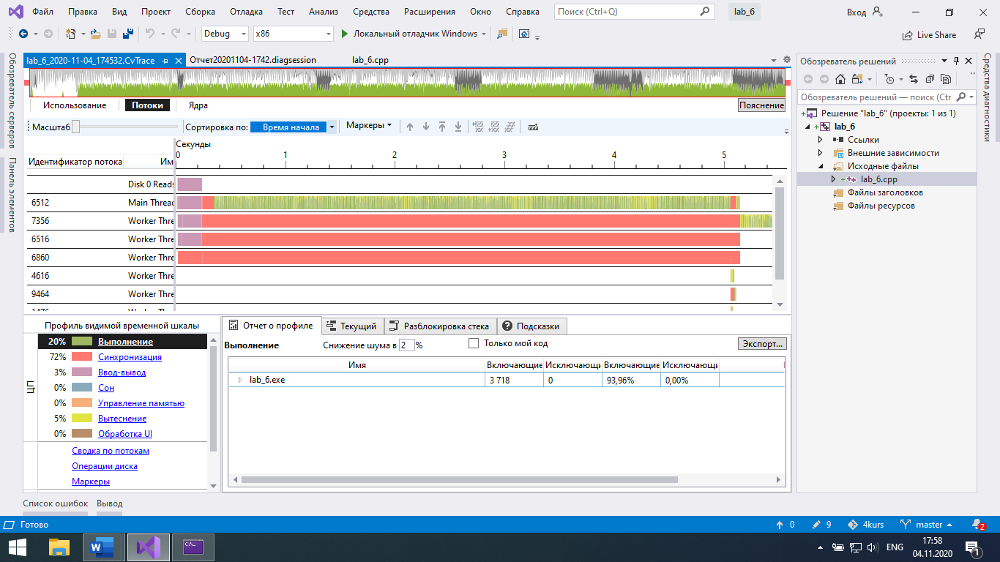 Файл Правка Вид Проект Сборка Отладка Тест Анализ Средства Расширения Окно Справка Поиск (Ctrl+Q) lab_6 Вход
Debug x86 Локальный отладчик Windows Live Share
Обозреватель серверов
Панель элементов
lab_6_2020-11-04_174532.CvTrace Отчет20201104-1742.diagsession lab_6.cpp
Использование Потоки Ядра Пояснение
Масштаб Сортировка по: Время начала Маркеры
Секунды
0 1 2 3 4 5
Идентификатор потока Им
Disk 0 Reads
6512 Main Thread
7356 Worker Thre
6516 Worker Thre
6860 Worker Thre
4616 Worker Thre
9464 Worker Thre
Профиль видимой временной шкалы
ЦП
20% Выполнение
72% Синхронизация
3% Ввод-вывод
0% Сон
0% Управление памятью
5% Вытеснение
0% Обработка UI
Сводка по потокам
Операции диска
Маркеры
Отчет о профиле Текущий Разблокировка стека Подсказки
Выполнение Снижение шума в 2 % Только мой код Экспорт...
Имя Включающие Исключающи Включающие Исключающи
lab_6.exe 3 718 0 93,96% 0,00%
Обозреватель решений
Обозреватель решений — поиск (Ctr
Решение "lab_6" (проекты: 1 из 1)
lab_6
Ссылки
Внешние зависимости
Исходные файлы
lab_6.cpp
Файлы заголовков
Файлы ресурсов
Средства диагностики
Список ошибок Вывод
Готово 0 9 4kurs master 2
W C:\. ENG 17:58
04.11.2020 1